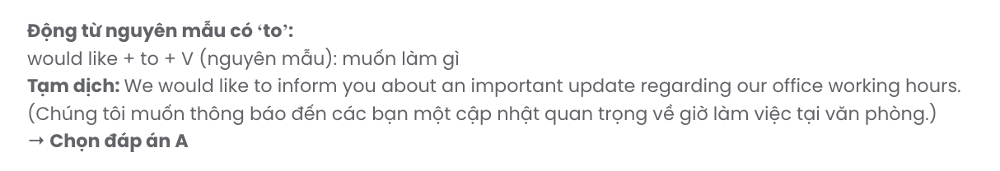 Động từ nguyên mẫu có ‘to’:
would like + to + V (nguyên mẫu): muốn làm gì
Tạm dịch: We would like to inform you about an important update regarding our office working hours.
(Chúng tôi muốn thông báo đến các bạn một cập nhật quan trọng về giờ làm việc tại văn phòng.)
→ Chọn đáp án A